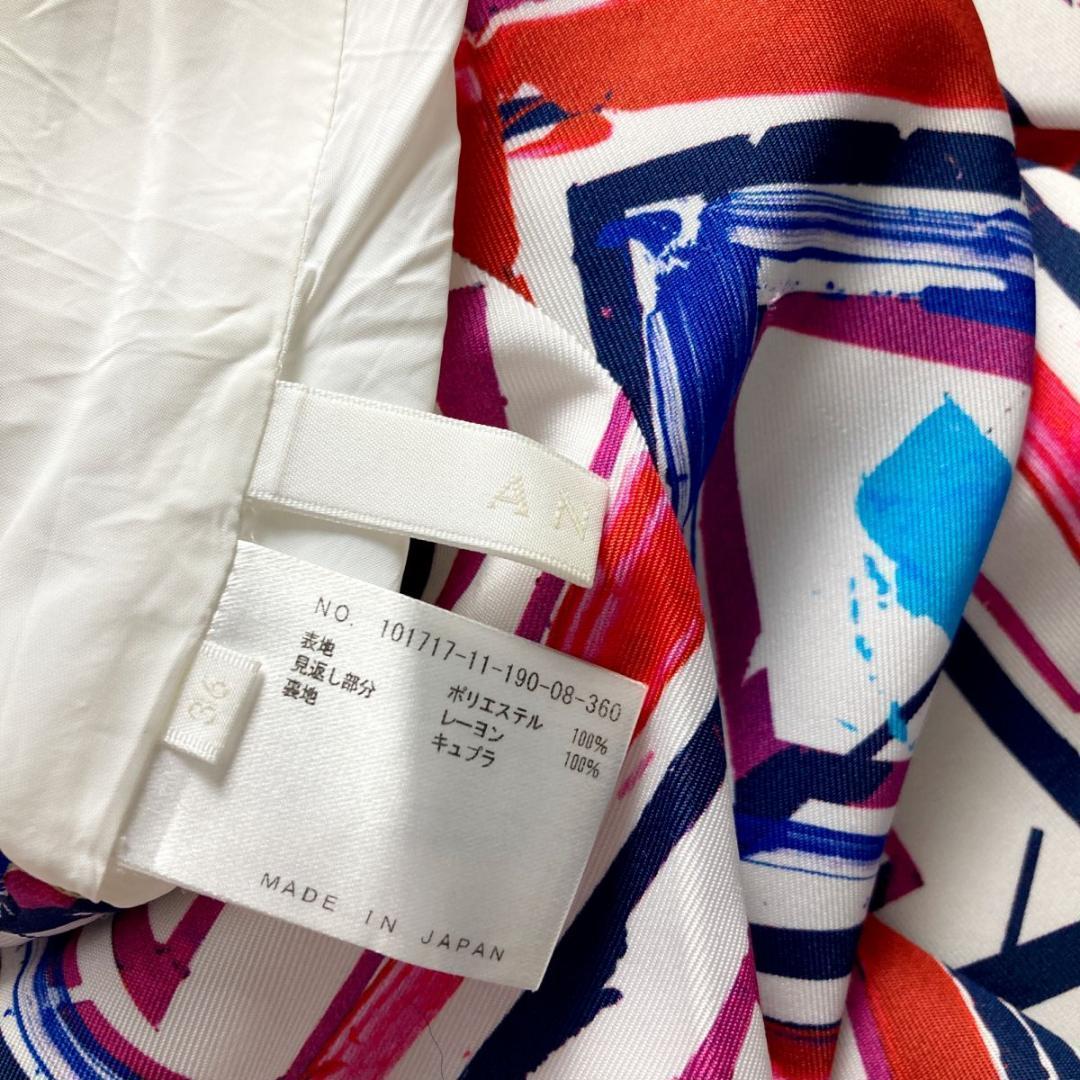 A N
NO. 101717-11-190-08-360
表地 ポリエステル 100%
見返し部分 レーヨン 100%
裏地 キュプラ
36
MADE IN JAPAN